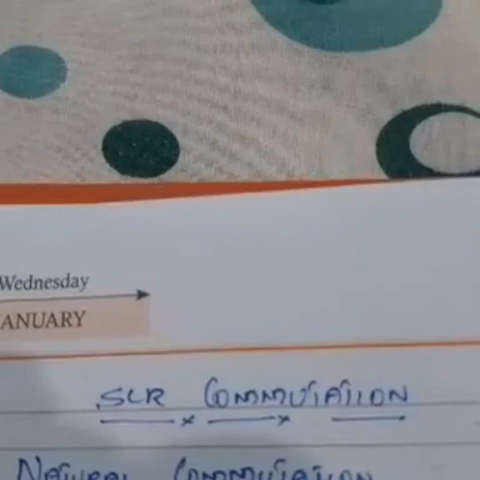 Wednesday
ANUARY
SCR COMMUTATION
NATURAL COMMUTATION